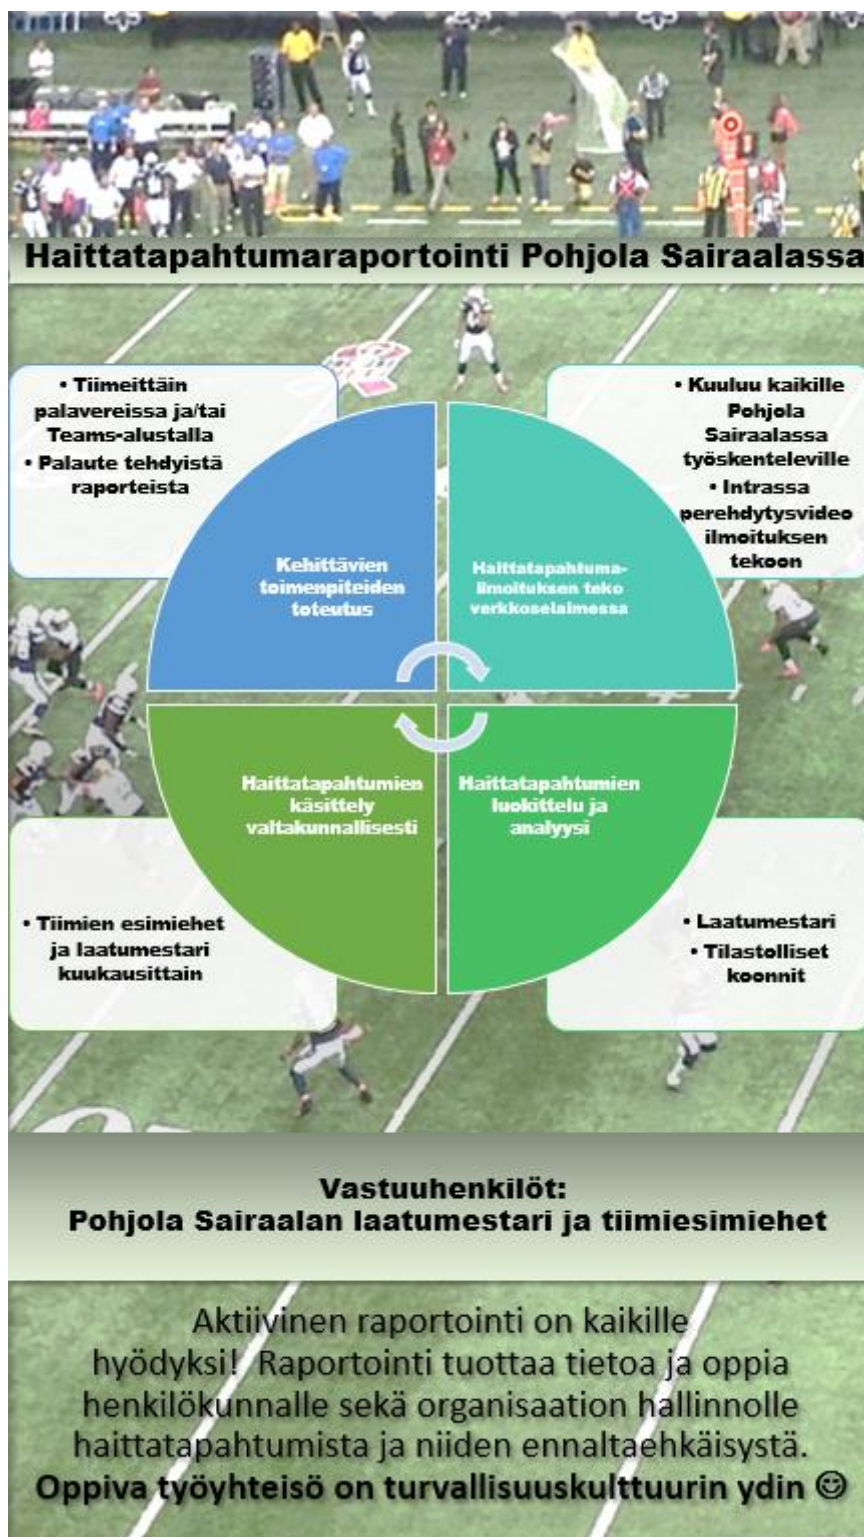 Haittatapahtumaraportointi Pohjola Sairaalassa
• Tiimeittäin
palavereissa ja/tai
Teams-alustalla
• Palaute tehdyistä
raporteista
• Kuuluu kaikille
Pohjola
Sairaalassa
työskenteleville
• Intrassa
perehdytysvideo
ilmoituksen
tekoon
Kehittävien
toimenpiteiden
toteutus
Haittatapahtuma-
ilmoituksen teko
verkkoselaimessa
Haittatapahtumien
käsittely
valtakunnallisesti
Haittatapahtumien
luokittelu ja
analyysi
• Tiimien esimiehet
ja laatumestari
kuukausittain
• Laatumestari
• Tilastolliset
koonnit
Vastuuhenkilöt:
Pohjola Sairaalan laatumestari ja tiimiesimiehet
Aktiivinen raportointi on kaikille
hyödyksi! Raportointi tuottaa tietoa ja oppia
henkilökunnalle sekä organisaation hallinnolle
haittatapahtumista ja niiden ennaltaehkäisystä.
Oppiva työyhteisö on turvallisuuskulttuurin ydin 😊